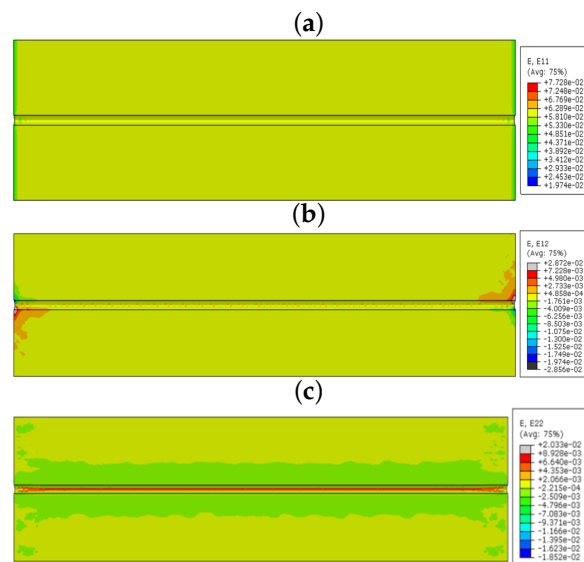 (a)
E, E11
(Avg: 75%)
+7.728e-02
+7.248e-02
+6.769e-02
+6.289e-02
+5.810e-02
+5.330e-02
+4.851e-02
+4.371e-02
+3.892e-02
+3.412e-02
+2.933e-02
+2.453e-02
+1.974e-02
(b)
E, E12
(Avg: 75%)
+2.872e-02
+7.228e-03
+4.980e-03
+2.733e-03
+4.858e-04
-1.761e-03
-4.009e-03
-6.256e-03
-8.503e-03
-1.075e-02
-1.300e-02
-1.525e-02
-1.749e-02
-1.974e-02
-2.856e-02
(c)
E, E22
(Avg: 75%)
+2.033e-02
+8.928e-03
+6.640e-03
+4.353e-03
+2.066e-03
-2.215e-04
-2.509e-03
-4.796e-03
-7.083e-03
-9.371e-03
-1.166e-02
-1.395e-02
-1.623e-02
-1.852e-02